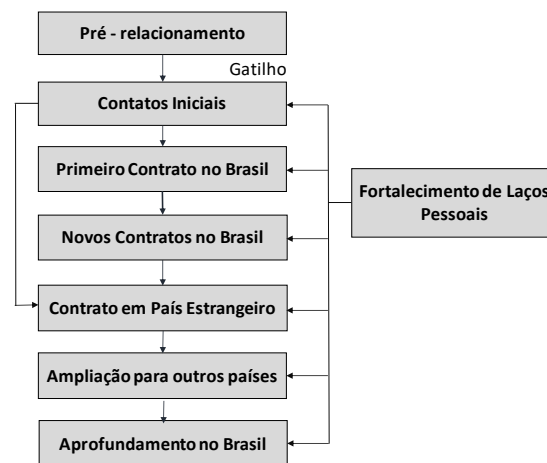 Pré - relacionamento
Gatilho
Contatos Iniciais
Primeiro Contrato no Brasil
Fortalecimento de Laços
Pessoais
Novos Contratos no Brasil
Contrato em País Estrangeiro
Ampliação para outros países
Aprofundamento no Brasil